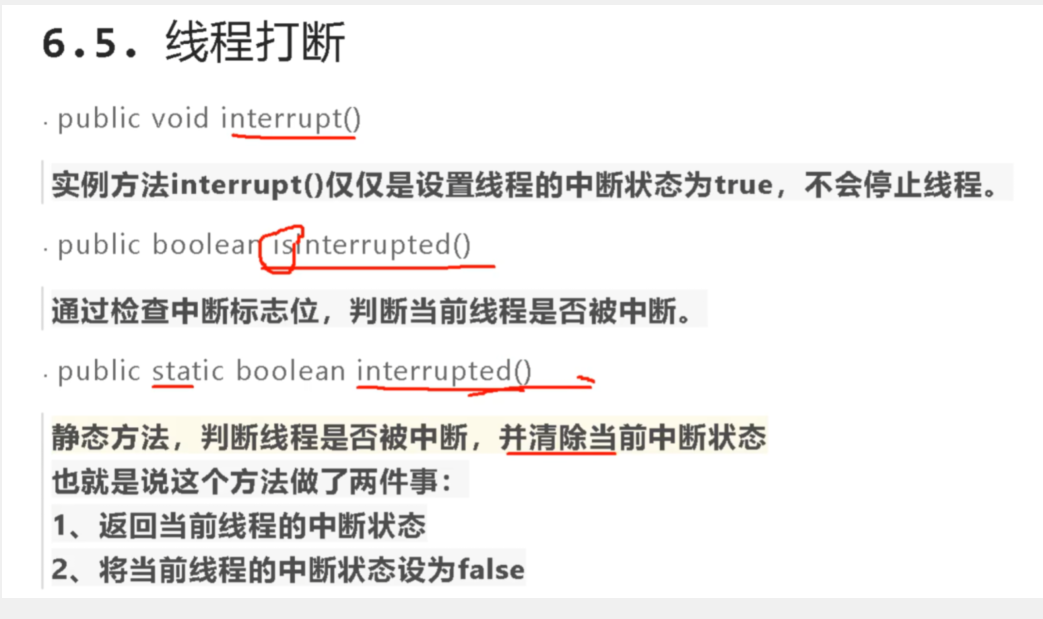 6.5. 线程打断
· public void interrupt()
实例方法interrupt()仅仅是设置线程的中断状态为true，不会停止线程。
· public boolean isInterrupted()
通过检查中断标志位，判断当前线程是否被中断。
· public static boolean interrupted()
静态方法，判断线程是否被中断，并清除当前中断状态
也就是说这个方法做了两件事：
1、返回当前线程的中断状态
2、将当前线程的中断状态设为false